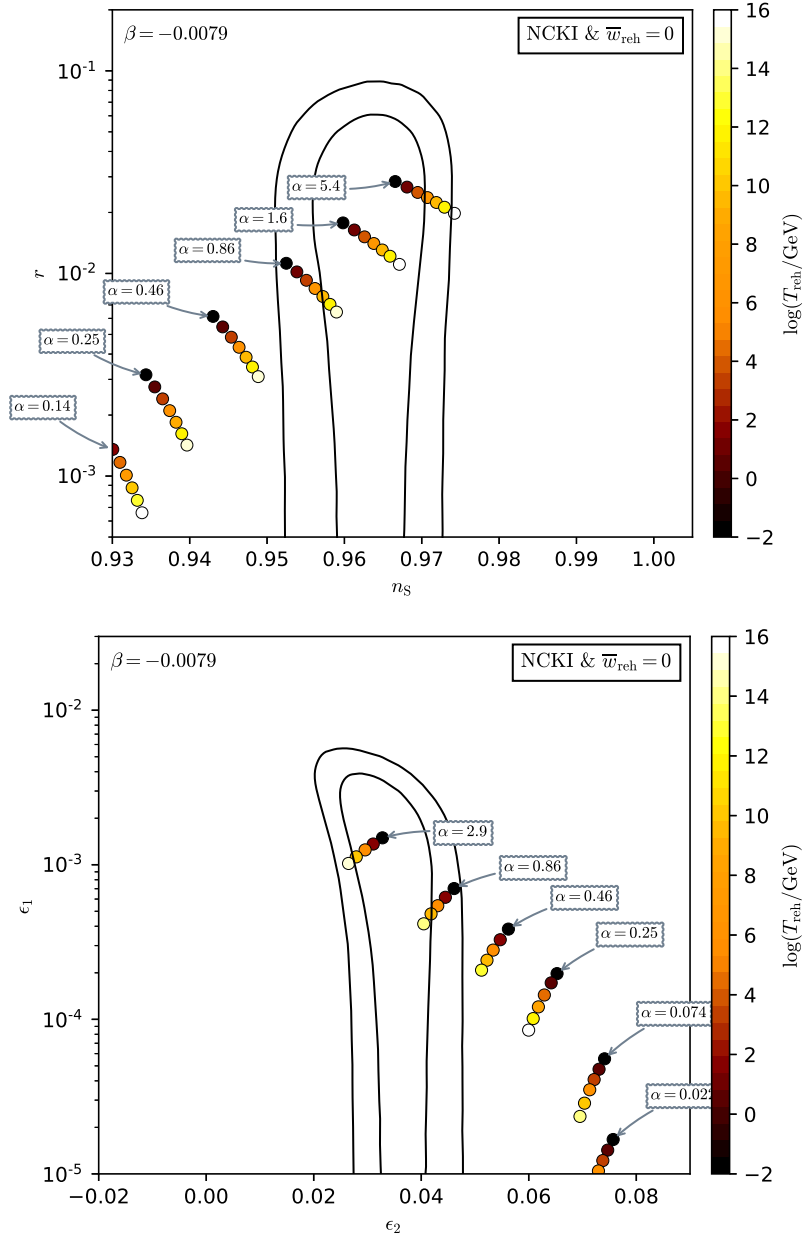 β = −0.0079
NCKI & w̅reh = 0
r
10⁻¹
10⁻²
10⁻³
α = 5.4
α = 1.6
α = 0.86
α = 0.46
α = 0.25
α = 0.14
0.93 0.94 0.95 0.96 0.97 0.98 0.99 1.00
nS
16
14
12
10
8
6
4
2
0
−2
log(Treh/GeV)
β = −0.0079
NCKI & w̅reh = 0
ϵ1
10⁻²
10⁻³
10⁻⁴
10⁻⁵
α = 2.9
α = 0.86
α = 0.46
α = 0.25
α = 0.074
α = 0.022
−0.02 0.00 0.02 0.04 0.06 0.08
ϵ2
16
14
12
10
8
6
4
2
0
−2
log(Treh/GeV)